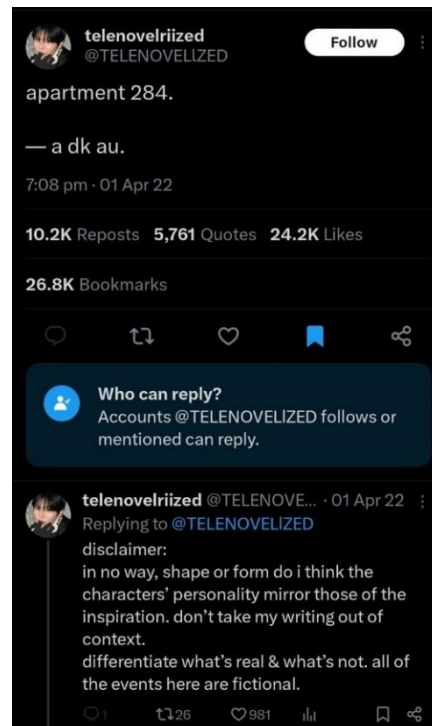 telenovelriized
@TELENOVELIZED
Follow
apartment 284.
— a dk au.
7:08 pm · 01 Apr 22
10.2K Reposts 5,761 Quotes 24.2K Likes
26.8K Bookmarks
Who can reply?
Accounts @TELENOVELIZED follows or
mentioned can reply.
telenovelriized @TELENOVE... · 01 Apr 22
Replying to @TELENOVELIZED
disclaimer:
in no way, shape or form do i think the
characters' personality mirror those of the
inspiration. don't take my writing out of
context.
differentiate what's real & what's not. all of
the events here are fictional.
1 26 981